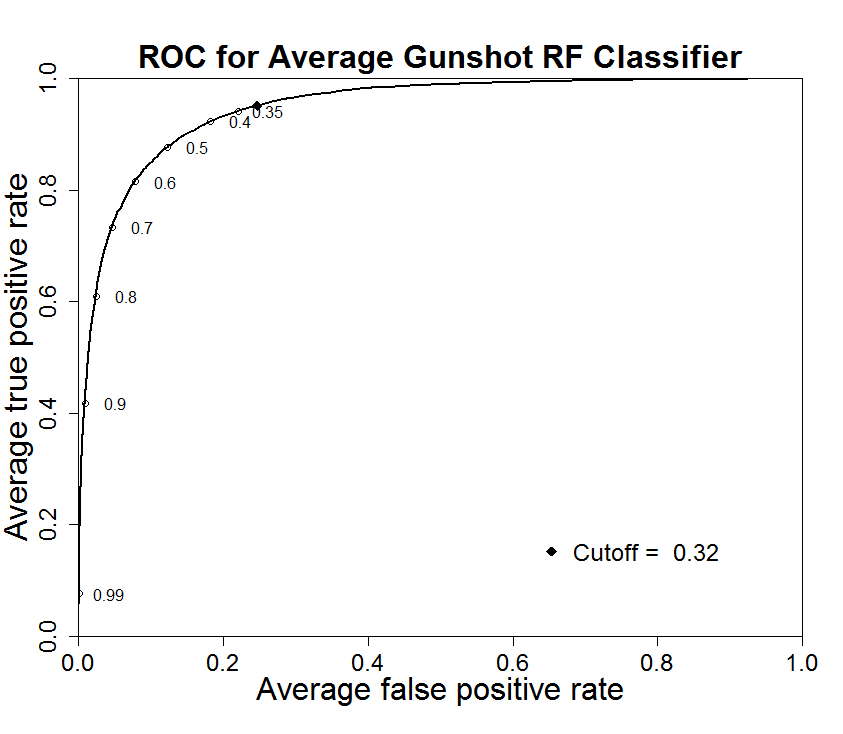 ROC for Average Gunshot RF Classifier
Average true positive rate
1.0
0.8
0.6
0.4
0.2
0.0
0.35
0.4
0.5
0.6
0.7
0.8
0.9
0.99
Cutoff = 0.32
0.0 0.2 0.4 0.6 0.8 1.0
Average false positive rate